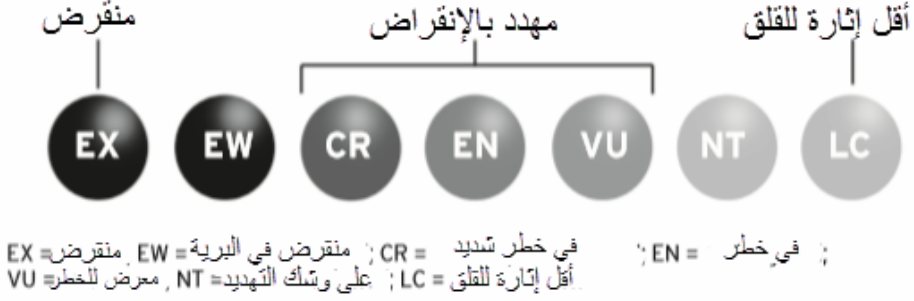 منقرض مهدد بالإنقراض أقل إثارة للقلق
EX EW CR EN VU NT LC
EX = منقرض , EW = منقرض في البرية ; CR = في خطر شديد ; EN = في خطر ;
VU = معرض للخطر , NT = على وشك التهديد ; LC = أقل إثارة للقلق